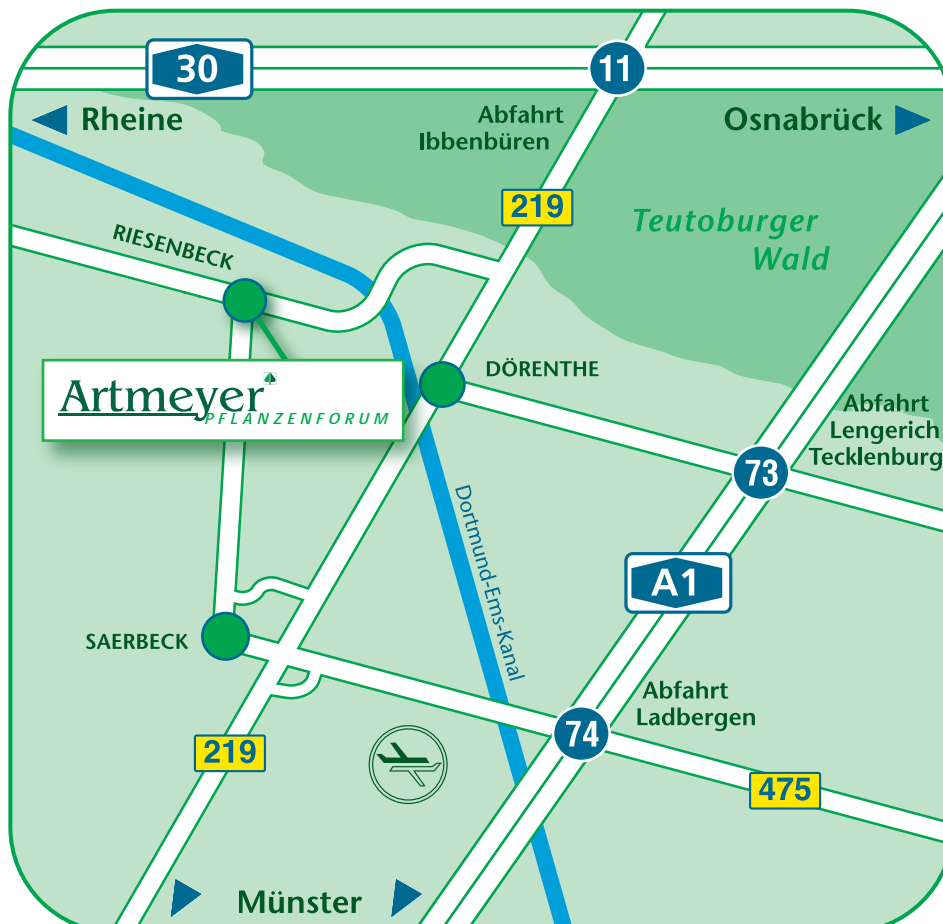 30
11
Rheine
Abfahrt
Ibbenbüren
Osnabrück
219
Teutoburger
Wald
RIESENBECK
DÖRENTHE
Artmeyer
PFLANZENFORUM
Abfahrt
Lengerich
Tecklenburg
73
Dortmund-Ems-Kanal
A1
SAERBECK
Abfahrt
Ladbergen
74
219
475
Münster